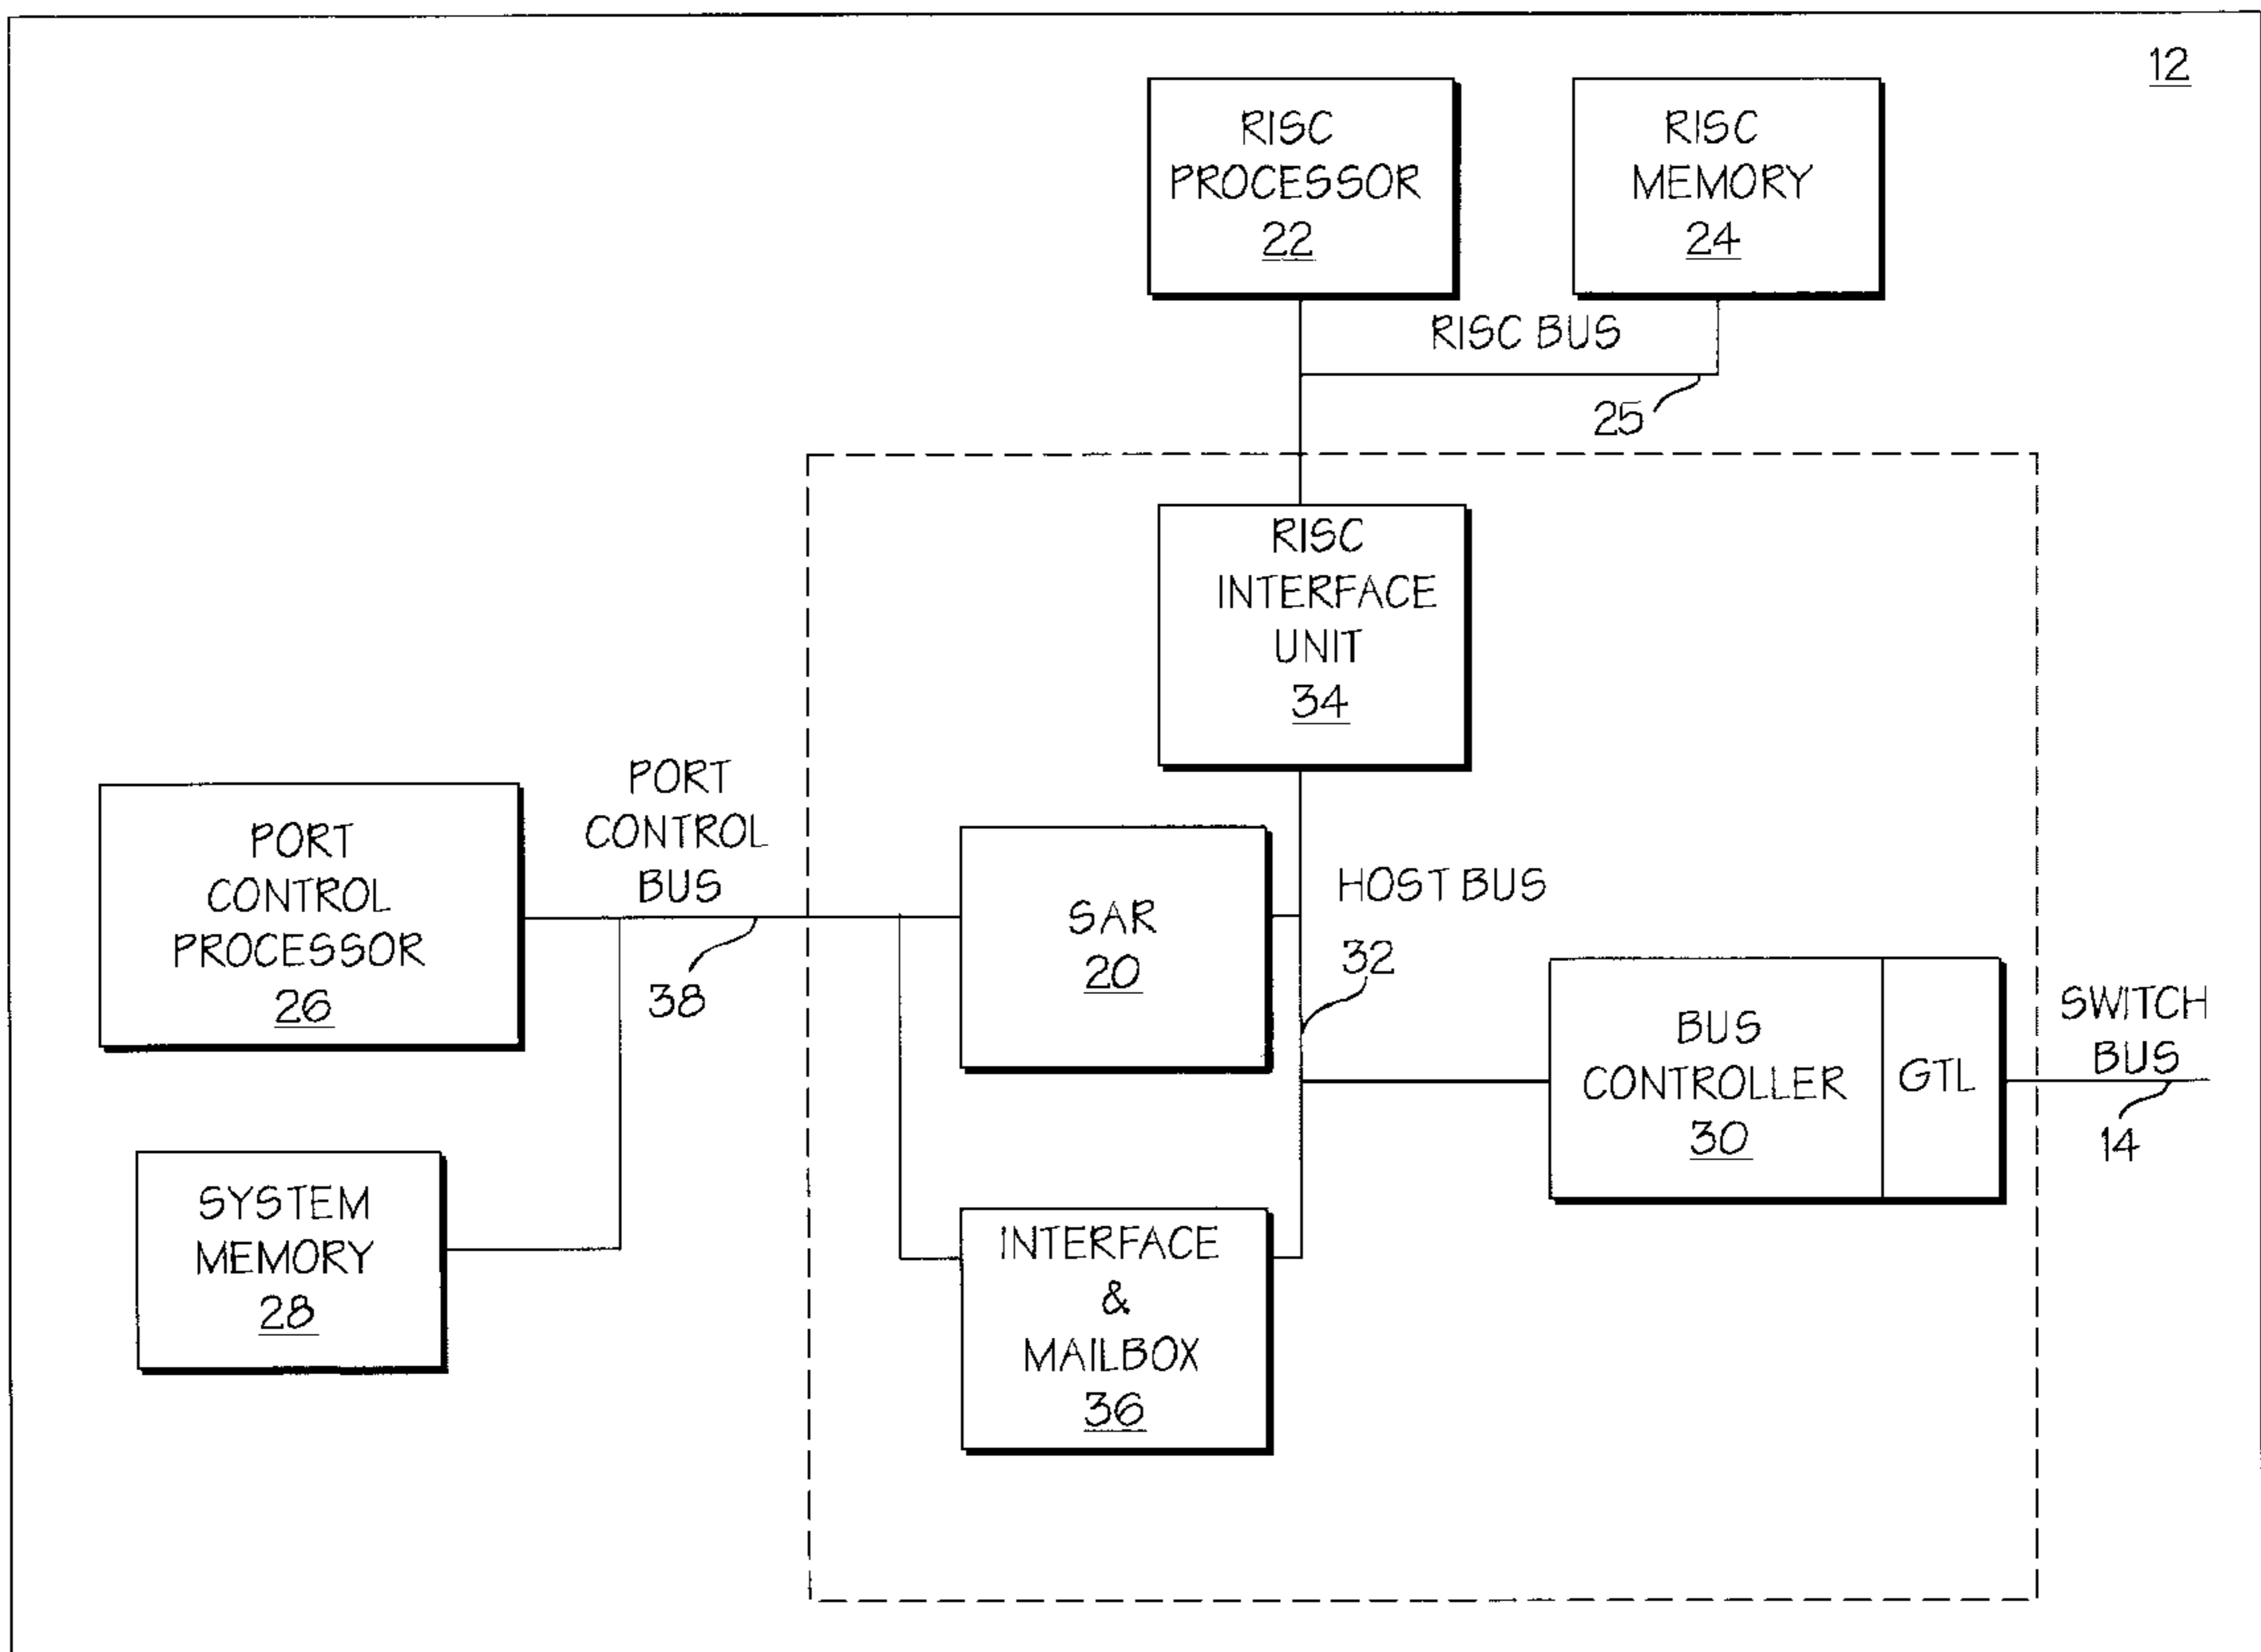 12
RISC
PROCESSOR
22
RISC
MEMORY
24
RISC BUS
25
RISC
INTERFACE
UNIT
34
PORT
CONTROL
BUS
38
PORT
CONTROL
PROCESSOR
26
SAR
20
HOST BUS
32
BUS
CONTROLLER
30
GTL
SWITCH
BUS
14
SYSTEM
MEMORY
28
INTERFACE
&
MAILBOX
36